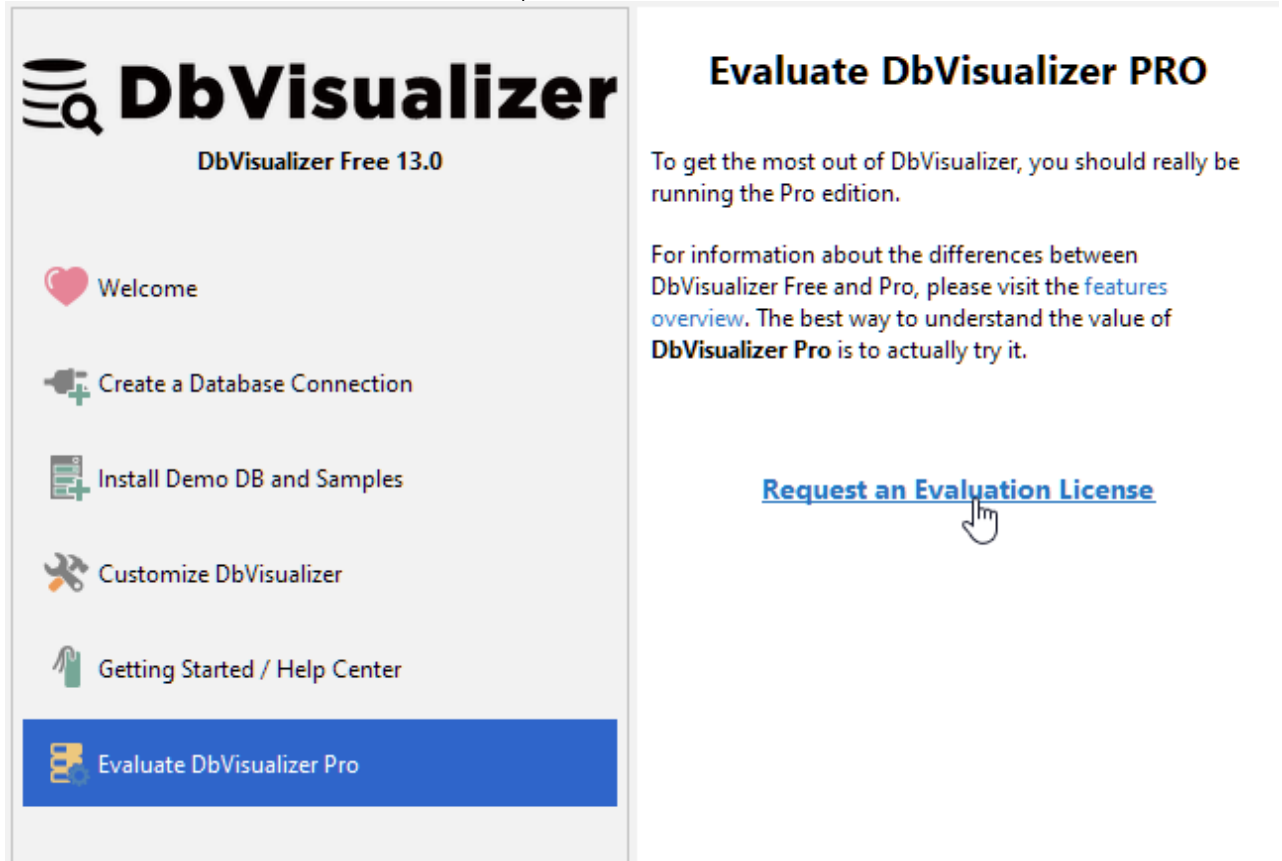 DbVisualizer
DbVisualizer Free 13.0
Welcome
Create a Database Connection
Install Demo DB and Samples
Customize DbVisualizer
Getting Started / Help Center
Evaluate DbVisualizer Pro
Evaluate DbVisualizer PRO
To get the most out of DbVisualizer, you should really be
running the Pro edition.
For information about the differences between
DbVisualizer Free and Pro, please visit the features
overview. The best way to understand the value of
DbVisualizer Pro is to actually try it.
Request an Evaluation License